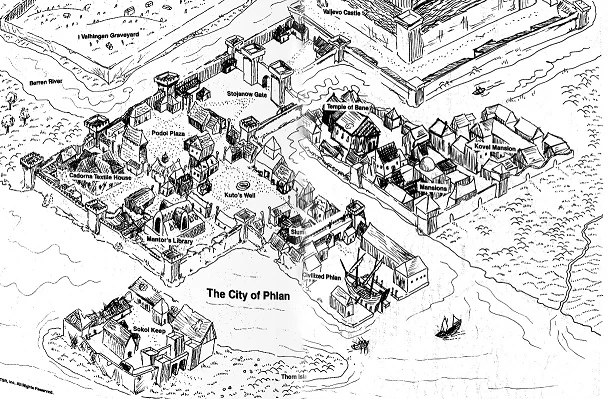 Valjevo Castle
Valhingen Graveyard
Barren River
Stojanow Gate
Temple of Bane
Podol Plaza
Kovel Mansion
Cadorna Textile House
Mansions
Kuto's Well
Mantor's Library
Slum
Civilized Phlan
The City of Phlan
Sokol Keep
Thorn Isl
TSR, Inc. All Rights Reserved.